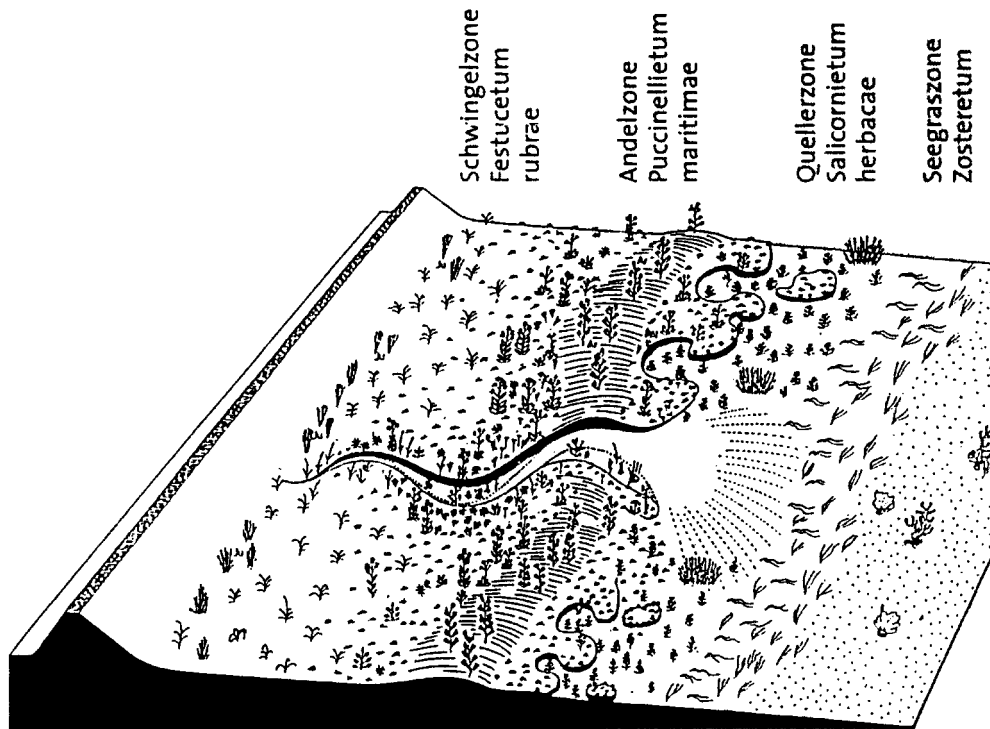 Schwingelzone
Festucetum
rubrae
Andelzone
Puccinellietum
maritimae
Quellerzone
Salicornietum
herbacae
Seegraszone
Zosteretum